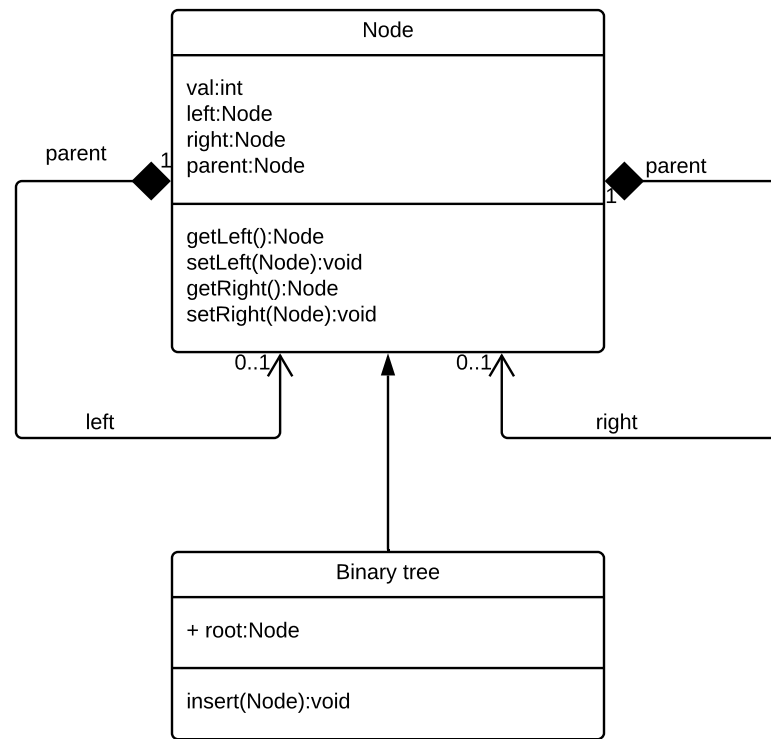 Node
val:int
left:Node
right:Node
parent:Node
parent
1
parent
1
getLeft():Node
setLeft(Node):void
getRight():Node
setRight(Node):void
0..1
0..1
left
right
Binary tree
+ root:Node
insert(Node):void